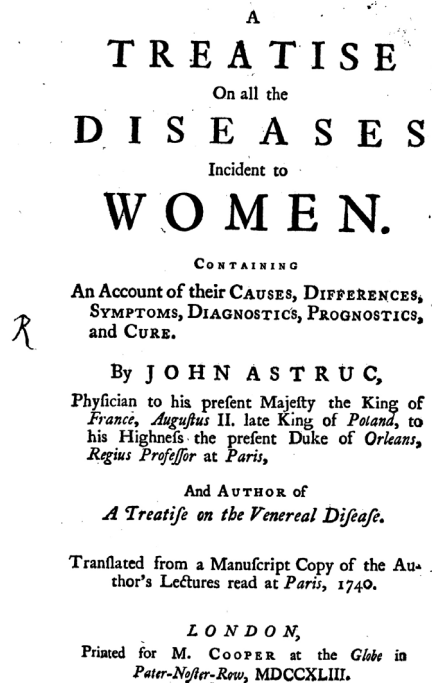 A
TREATISE
On all the
DISEASES
Incident to
WOMEN.
CONTAINING
An Account of their CAUSES, DIFFERENCES,
SYMPTOMS, DIAGNOSTICS, PROGNOSTICS,
and CURE.
R
By JOHN ASTRUC,
Phyſician to his preſent Majeſty the King of
France, Auguſtus II. late King of Poland, to
his Highneſs the preſent Duke of Orleans,
Regius Profeſſor at Paris,
And AUTHOR of
A Treatiſe on the Venereal Diſeaſe.
Tranſlated from a Manuſcript Copy of the Au-
thor's Lectures read at Paris, 1740.
LONDON,
Printed for M. COOPER at the Globe in
Pater-Noſter-Row, MDCCXLIII.